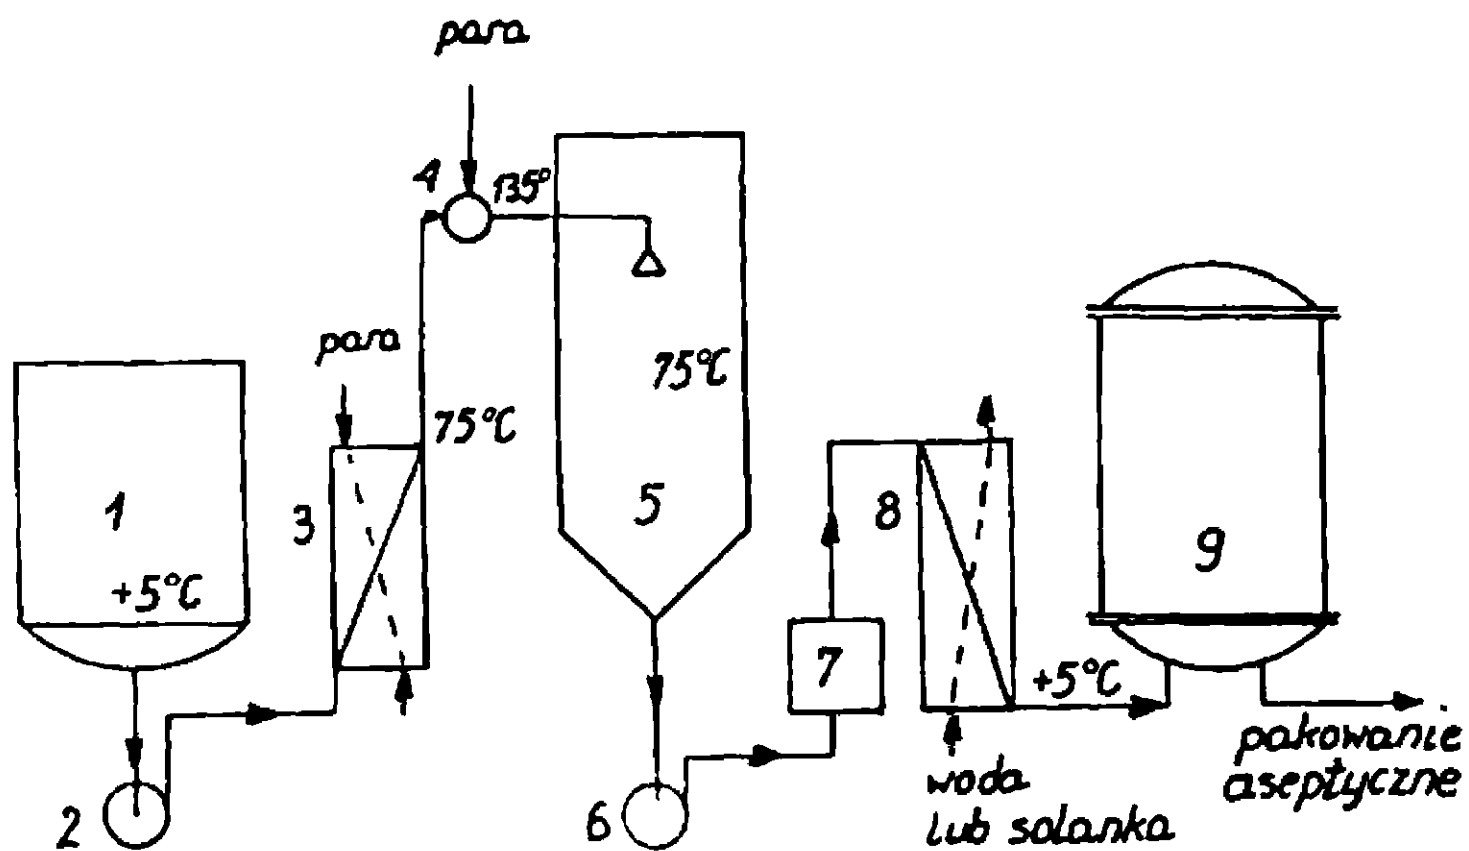 para
4
135°
para
75°C
75°C
1
3
5
8
9
+5°C
7
+5°C
2
6
woda
lub solanka
pakowanie
aseptyczne